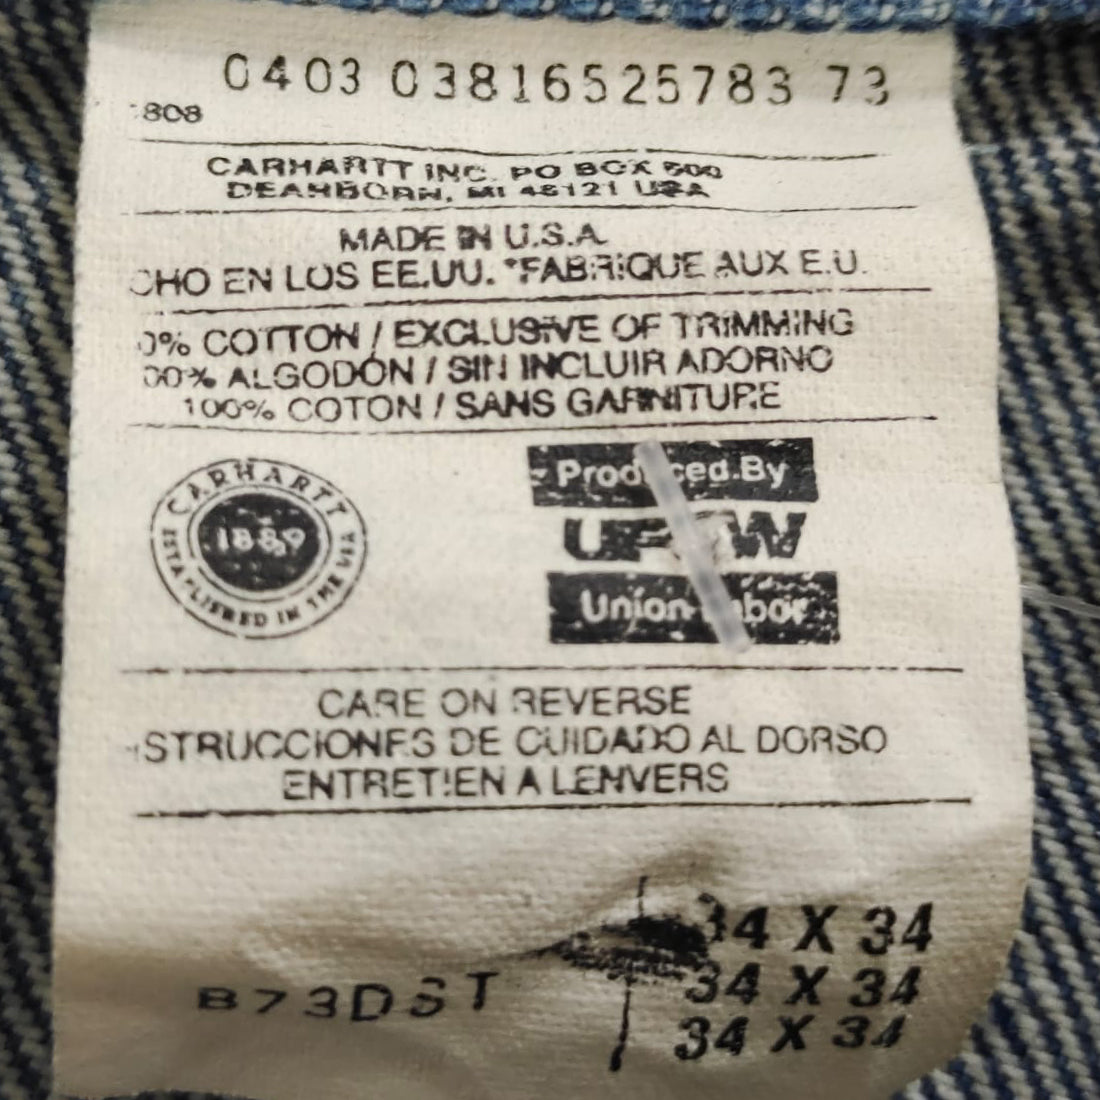 0403 03816525783 73
808
CARHARTT INC. PO BOX 500
DEARBORN, MI 48121 USA
MADE IN U.S.A.
CHO EN LOS EE.UU. *FABRIQUE AUX E.U.
0% COTTON / EXCLUSIVE OF TRIMMING
00% ALGODÓN / SIN INCLUIR ADORNO
100% COTON / SANS GARNITURE
CARHARTT
1889
ESTABLISHED IN THE USA
Produced By
UFCW
Union Labor
CARE ON REVERSE
STRUCCIONES DE CUIDADO AL DORSO
ENTRETIEN A LENVERS
34 X 34
34 X 34
B73DST
34 X 34